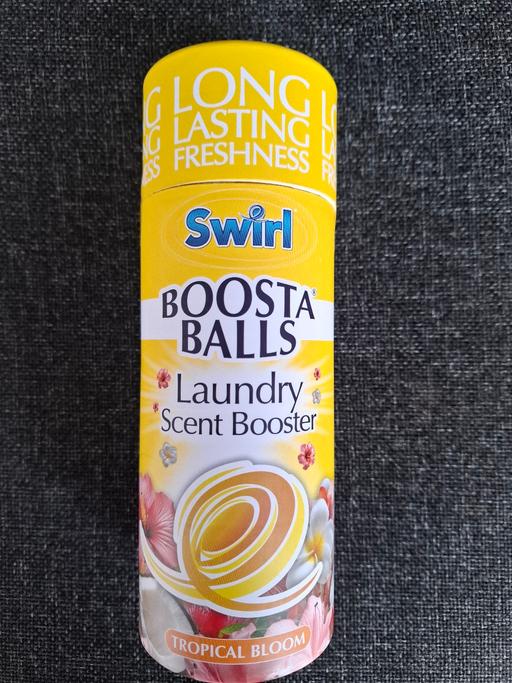 LONG
LASTING
FRESHNESS
Swirl
BOOSTA®
BALLS
Laundry
Scent Booster
TROPICAL BLOOM